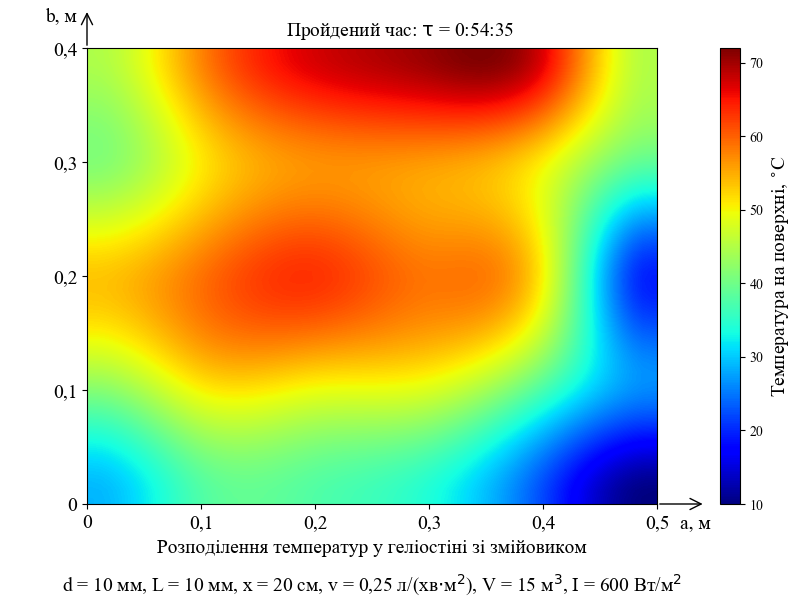 b, м
Пройдений час: τ = 0:54:35
0,4
0,3
0,2
0,1
0
0 0,1 0,2 0,3 0,4 0,5 a, м
70
60
50
40
30
20
10
Температура на поверхні, °C
Розподілення температур у геліостіні зі змійовиком
d = 10 мм, L = 10 мм, x = 20 см, v = 0,25 л/(хв·м²), V = 15 м³, I = 600 Вт/м²